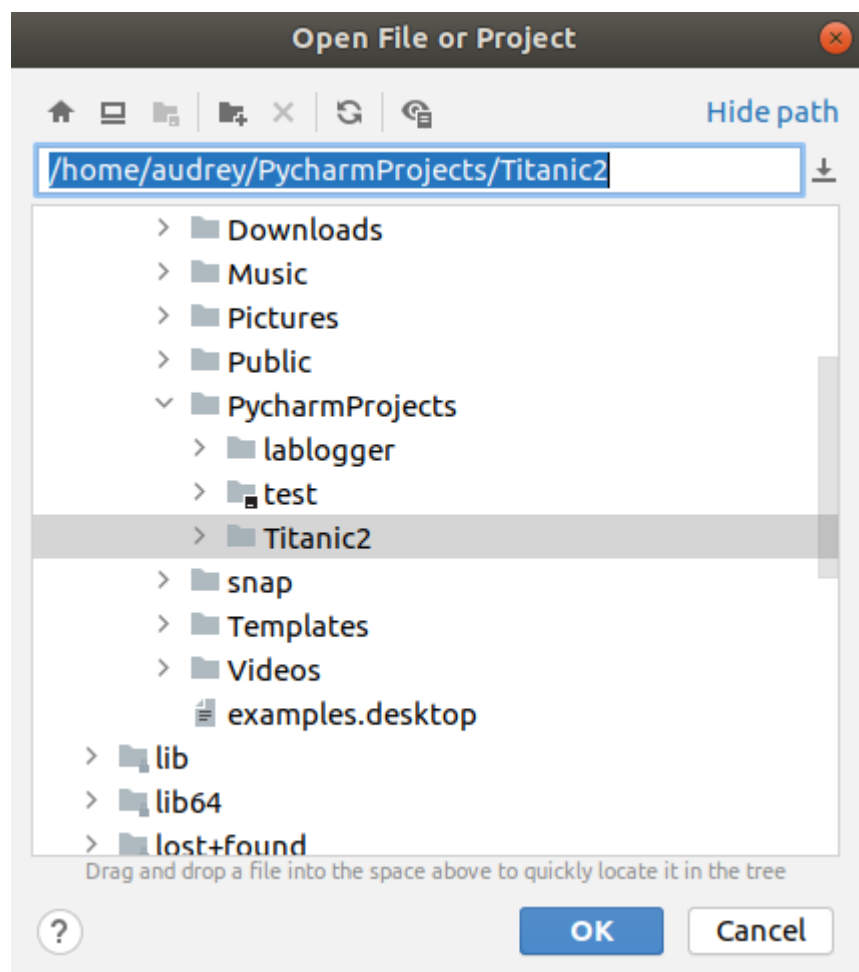 Open File or Project
Hide path
/home/audrey/PycharmProjects/Titanic2
Downloads
Music
Pictures
Public
PycharmProjects
lablogger
test
Titanic2
snap
Templates
Videos
examples.desktop
lib
lib64
lost+found
Drag and drop a file into the space above to quickly locate it in the tree
? OK Cancel